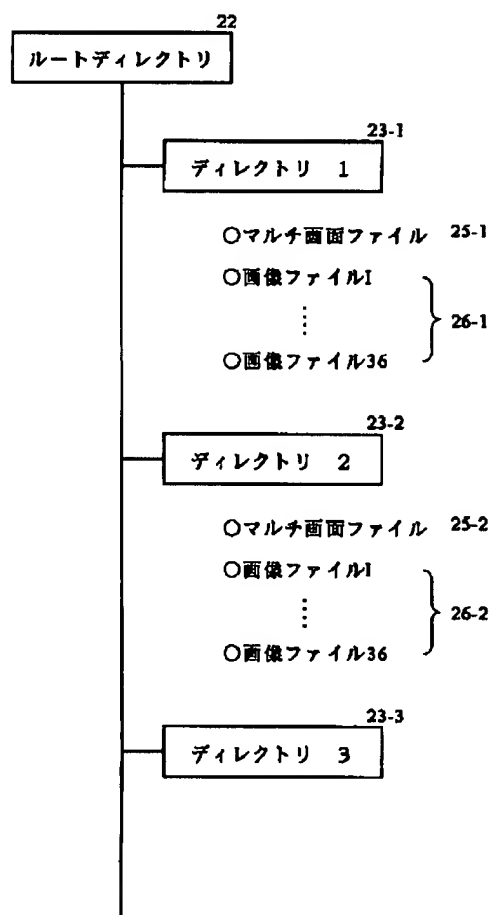 22
ルートディレクトリ
23-1
ディレクトリ 1
○マルチ画面ファイル 25-1
○画像ファイルI
26-1
○画像ファイル36
23-2
ディレクトリ 2
○マルチ画面ファイル 25-2
○画像ファイルI
26-2
○画像ファイル36
23-3
ディレクトリ 3